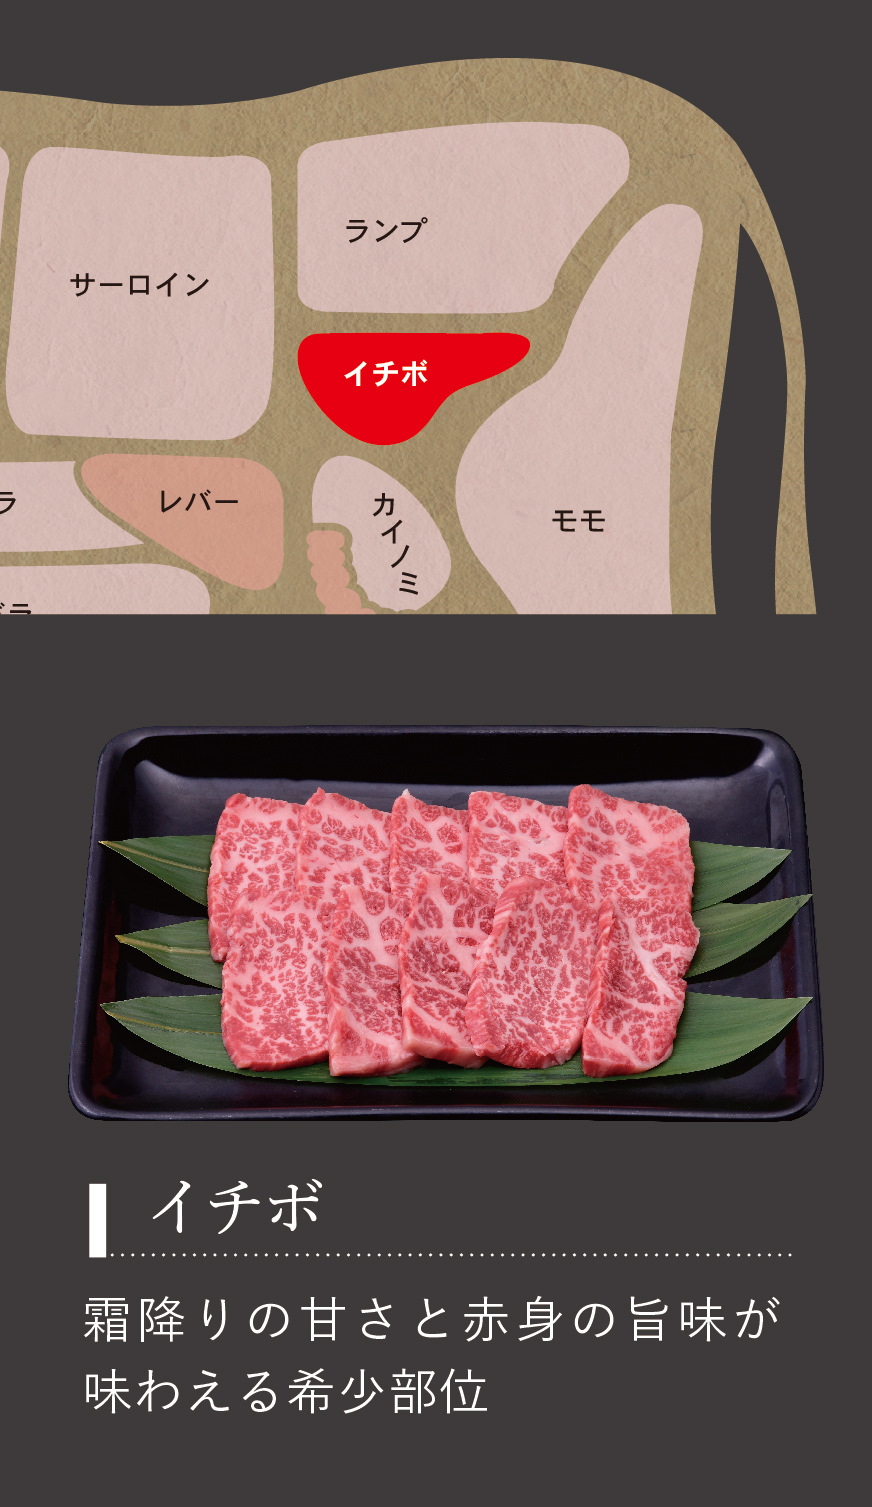 ランプ
サーロイン
イチボ
レバー
カイノミ
モモ
イチボ
霜降りの甘さと赤身の旨味が
味わえる希少部位